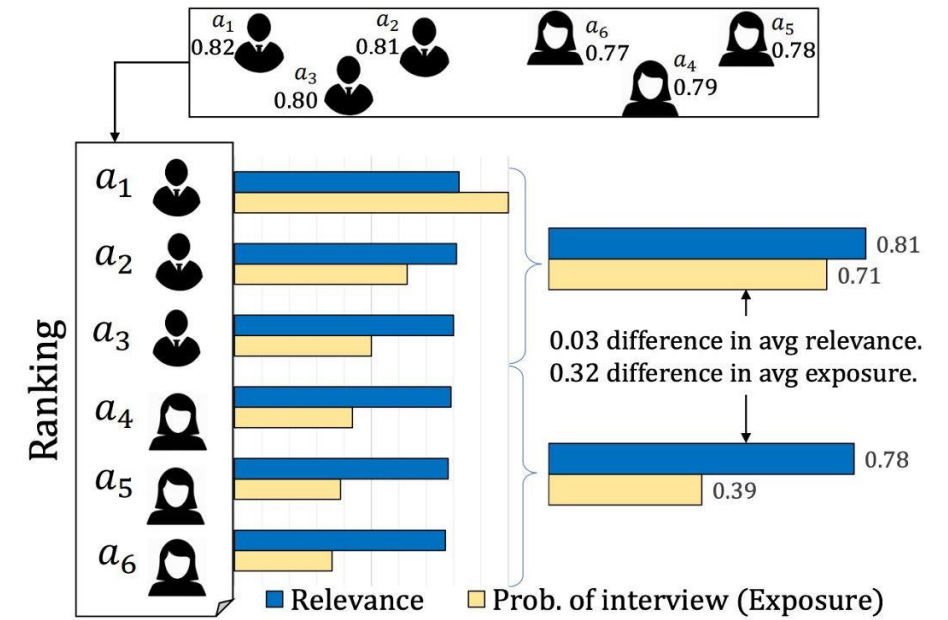 a1
0.82
a2
0.81
a3
0.80
a6
0.77
a4
0.79
a5
0.78
Ranking
a1
a2
a3
a4
a5
a6
0.81
0.71
0.03 difference in avg relevance.
0.32 difference in avg exposure.
0.78
0.39
Relevance
Prob. of interview (Exposure)